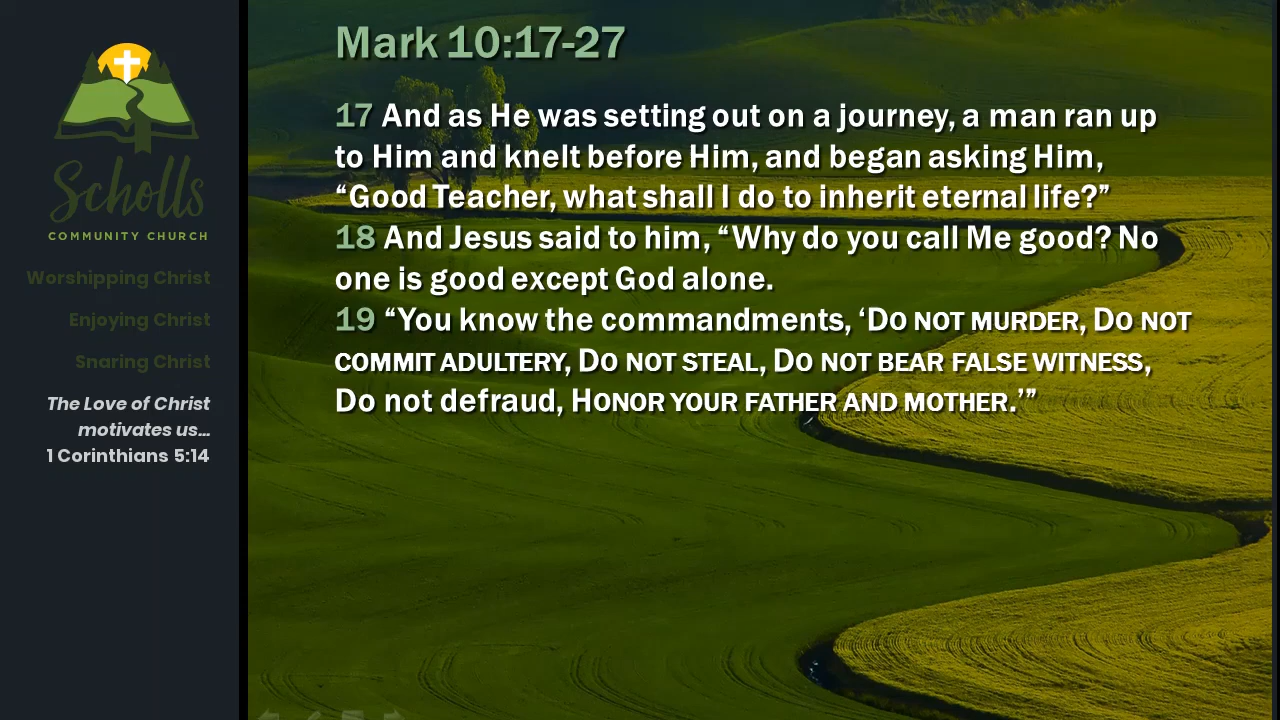 Scholls
COMMUNITY CHURCH
Worshipping Christ
Enjoying Christ
Snaring Christ
The Love of Christ
motivates us...
1 Corinthians 5:14
Mark 10:17-27
17 And as He was setting out on a journey, a man ran up
to Him and knelt before Him, and began asking Him,
“Good Teacher, what shall I do to inherit eternal life?”
18 And Jesus said to him, “Why do you call Me good? No
one is good except God alone.
19 “You know the commandments, ‘DO NOT MURDER, DO NOT
COMMIT ADULTERY, DO NOT STEAL, DO NOT BEAR FALSE WITNESS,
Do not defraud, HONOR YOUR FATHER AND MOTHER.’”